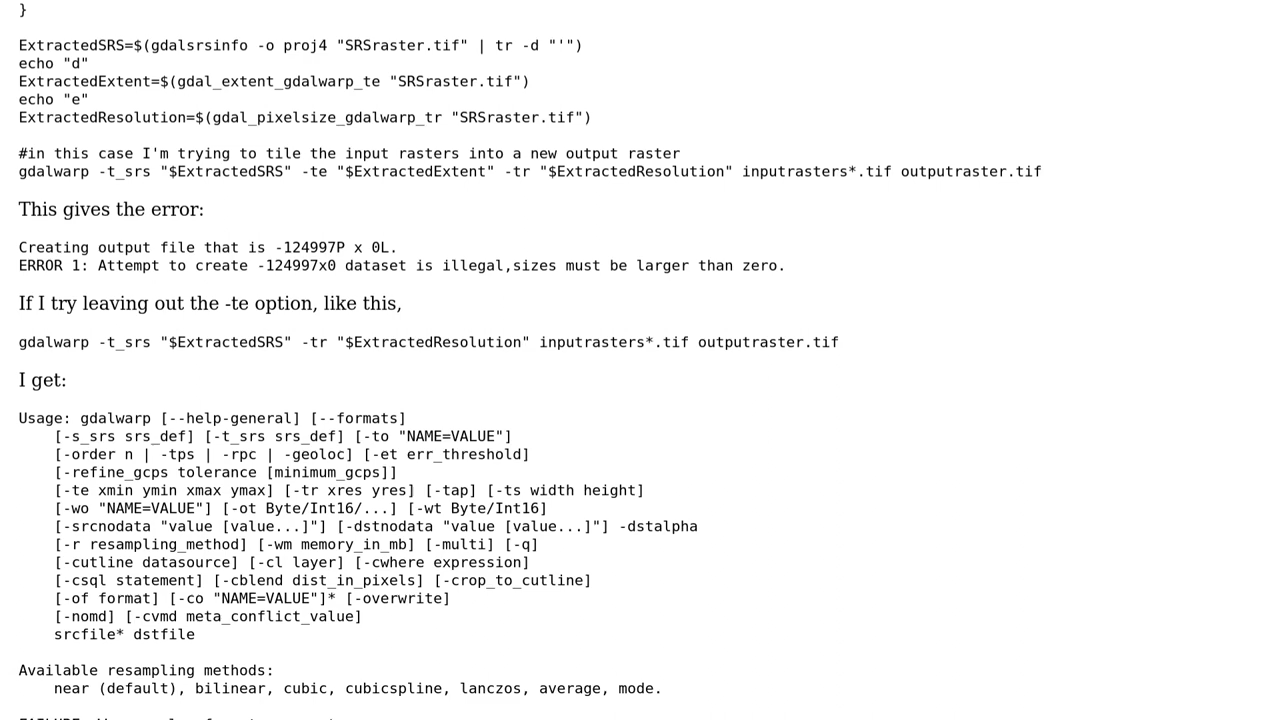 }
ExtractedSRS=$(gdalsrsinfo -o proj4 "SRSraster.tif" | tr -d "'")
echo "d"
ExtractedExtent=$(gdal_extent_gdalwarp_te "SRSraster.tif")
echo "e"
ExtractedResolution=$(gdal_pixelsize_gdalwarp_tr "SRSraster.tif")
#in this case I'm trying to tile the input rasters into a new output raster
gdalwarp -t_srs "$ExtractedSRS" -te "$ExtractedExtent" -tr "$ExtractedResolution" inputrasters*.tif outputraster.tif
This gives the error:
Creating output file that is -124997P x 0L.
ERROR 1: Attempt to create -124997x0 dataset is illegal,sizes must be larger than zero.
If I try leaving out the -te option, like this,
gdalwarp -t_srs "$ExtractedSRS" -tr "$ExtractedResolution" inputrasters*.tif outputraster.tif
I get:
Usage: gdalwarp [--help-general] [--formats]
    [-s_srs srs_def] [-t_srs srs_def] [-to "NAME=VALUE"]
    [-order n | -tps | -rpc | -geoloc] [-et err_threshold]
    [-refine_gcps tolerance [minimum_gcps]]
    [-te xmin ymin xmax ymax] [-tr xres yres] [-tap] [-ts width height]
    [-wo "NAME=VALUE"] [-ot Byte/Int16/...] [-wt Byte/Int16]
    [-srcnodata "value [value...]"] [-dstnodata "value [value...]"] -dstalpha
    [-r resampling_method] [-wm memory_in_mb] [-multi] [-q]
    [-cutline datasource] [-cl layer] [-cwhere expression]
    [-csql statement] [-cblend dist_in_pixels] [-crop_to_cutline]
    [-of format] [-co "NAME=VALUE"]* [-overwrite]
    [-nomd] [-cvmd meta_conflict_value]
    srcfile* dstfile
Available resampling methods:
    near (default), bilinear, cubic, cubicspline, lanczos, average, mode.